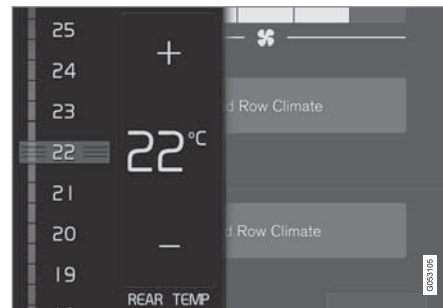 25
24
23
22
21
20
19
+
22°C
−
REAR TEMP
Row Climate
Row Climate
G053105